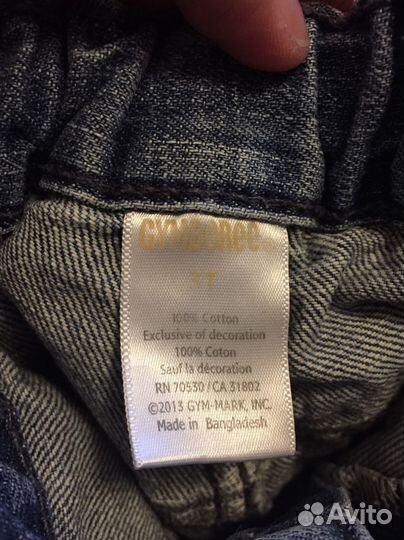 GYMBOREE
100% Cotton
Exclusive of decoration
100% Coton
Sauf la décoration
RN 70530 / CA 31802
©2013 GYM-MARK, INC.
Made in Bangladesh
Avito